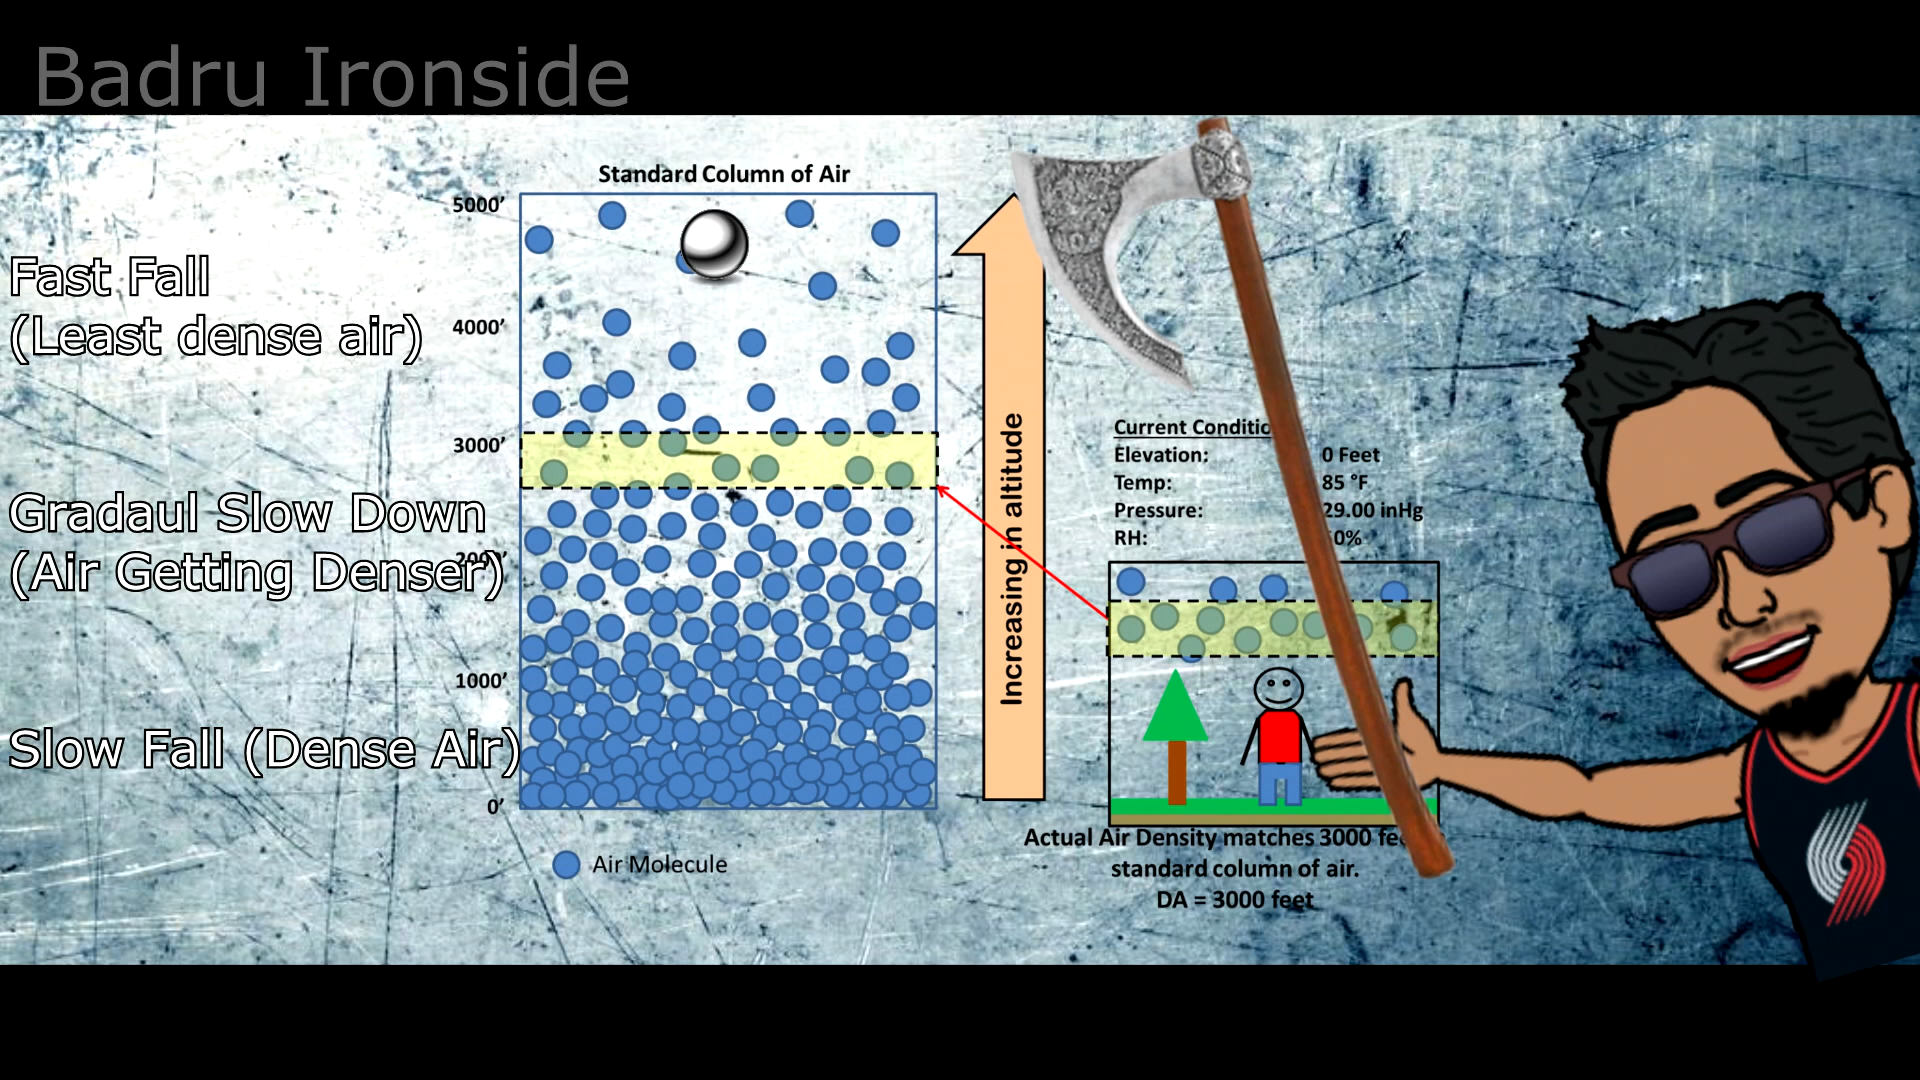 Badru Ironside
Standard Column of Air
5000’
4000’
3000’
1000’
0’
Fast Fall
(Least dense air)
Gradaul Slow Down
(Air Getting Denser)
Slow Fall (Dense Air)
Increasing in altitude
Air Molecule
Current
Elevation: 0 Feet
Temp: 85 °F
Pressure: 29.00 inHg
RH:
Actual Air Density matches 3000
standard column of air.
DA = 3000 feet